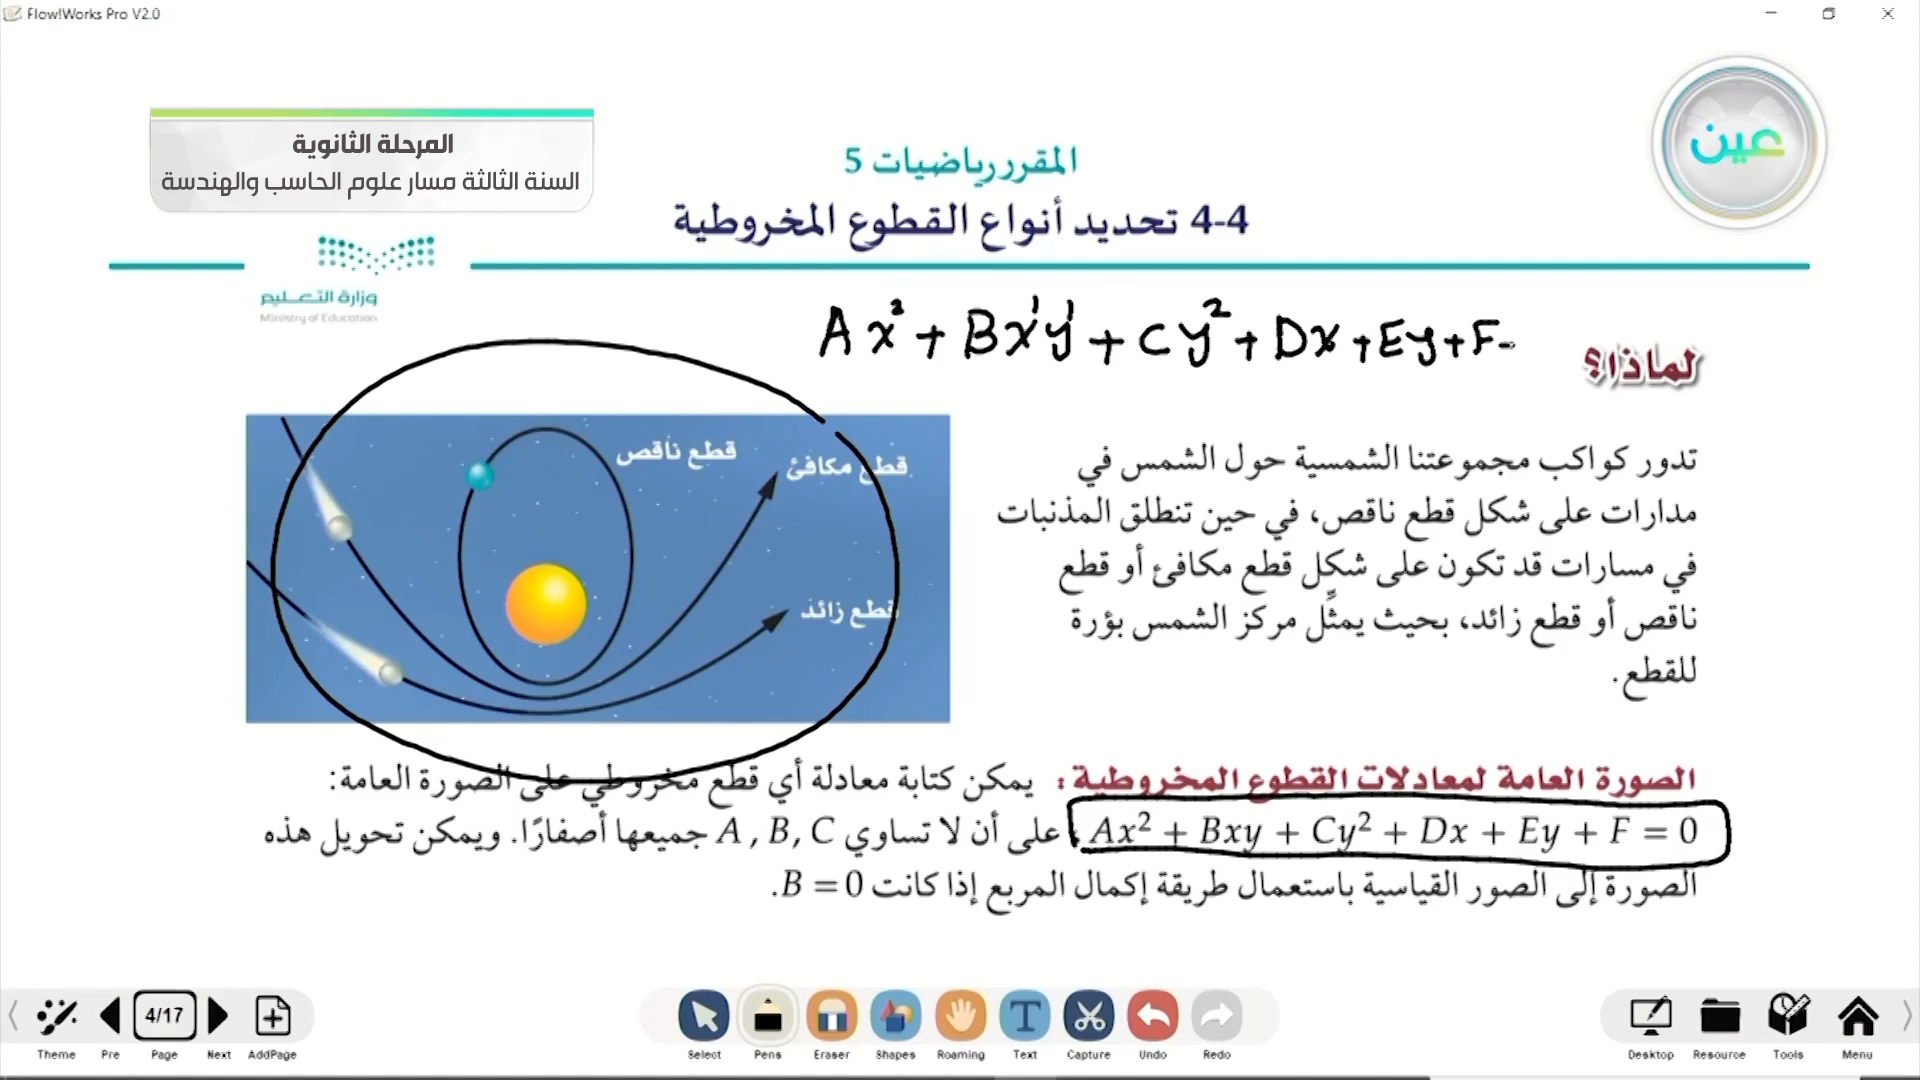 Flow!Works Pro V2.0
عين
المرحلة الثانوية
السنة الثالثة مسار علوم الحاسب والهندسة
المقرر رياضيات 5
4-4 تحديد أنواع القطوع المخروطية
وزارة التعليم
Ministry of Education
Ax² + Bx¹y¹ + Cy² + Dx + Ey + F-
لماذا؟
تدور كواكب مجموعتنا الشمسية حول الشمس في
مدارات على شكل قطع ناقص، في حين تنطلق المذنبات
في مسارات قد تكون على شكل قطع مكافئ أو قطع
ناقص أو قطع زائد، بحيث يمثِّل مركز الشمس بؤرة
للقطع.
قطع ناقص
قطع مكافئ
قطع زائد
الصورة العامة لمعادلات القطوع المخروطية: يمكن كتابة معادلة أي قطع مخروطي على الصورة العامة:
Ax² + Bxy + Cy² + Dx + Ey + F = 0، على أن لا تساوي A , B, C جميعها أصفارًا. ويمكن تحويل هذه
الصورة إلى الصور القياسية باستعمال طريقة إكمال المربع إذا كانت B = 0.
4/17
Theme Pre Page Next AddPage
Select Pens Eraser Shapes Roaming Text Capture Undo Redo
Desktop Resource Tools Menu